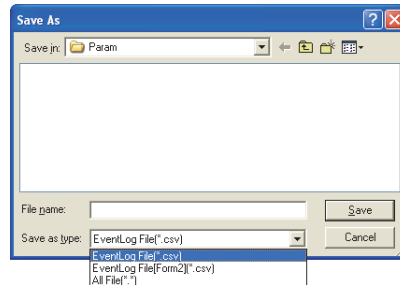 Save As
Save in: Param
File name:
Save
Save as type: EventLog File(*.csv)
Cancel
EventLog File(*.csv)
EventLog File[Form2](*.csv)
All File(*.*)